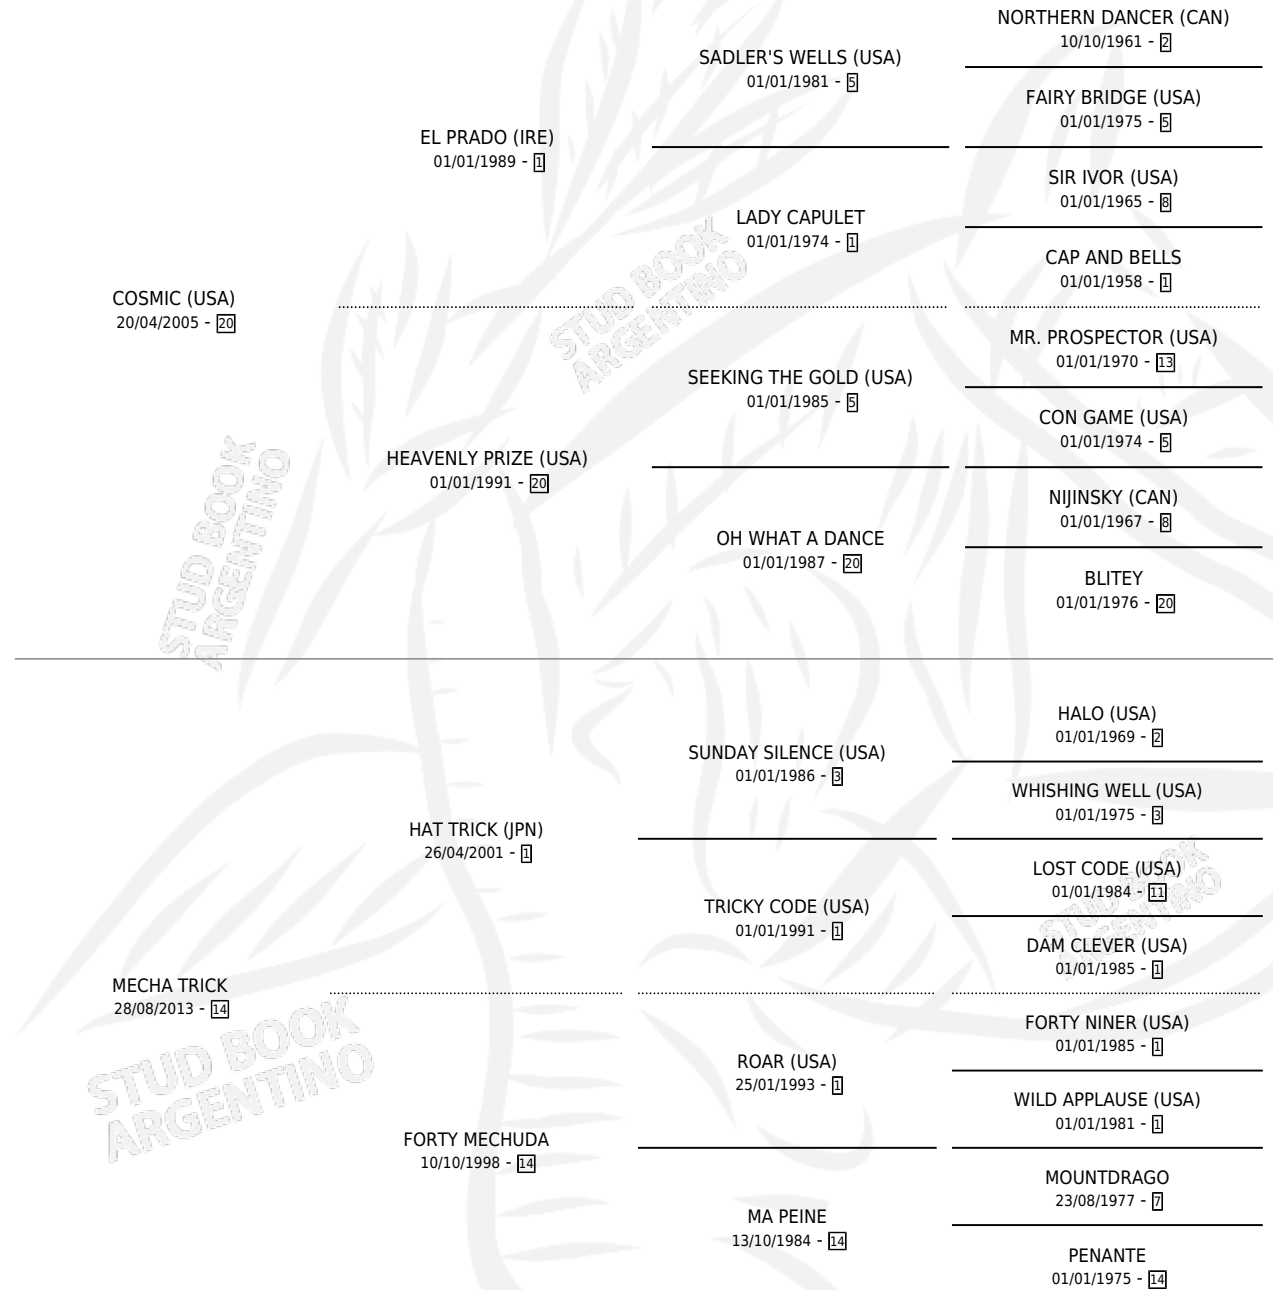 NORTHERN DANCER (CAN)
10/10/1961 - 2
SADLER'S WELLS (USA)
01/01/1981 - 5
FAIRY BRIDGE (USA)
01/01/1975 - 5
EL PRADO (IRE)
01/01/1989 - 1
SIR IVOR (USA)
01/01/1965 - 8
LADY CAPULET
01/01/1974 - 1
CAP AND BELLS
01/01/1958 - 1
COSMIC (USA)
20/04/2005 - 20
STUD BOOK
ARGENTINO
MR. PROSPECTOR (USA)
01/01/1970 - 13
SEEKING THE GOLD (USA)
01/01/1985 - 5
CON GAME (USA)
01/01/1974 - 5
HEAVENLY PRIZE (USA)
01/01/1991 - 20
NIJINSKY (CAN)
01/01/1967 - 8
OH WHAT A DANCE
01/01/1987 - 20
BLITEY
01/01/1976 - 20
STUD BOOK
ARGENTINO
HALO (USA)
01/01/1969 - 2
SUNDAY SILENCE (USA)
01/01/1986 - 3
WHISHING WELL (USA)
01/01/1975 - 3
HAT TRICK (JPN)
26/04/2001 - 1
LOST CODE (USA)
01/01/1984 - 11
TRICKY CODE (USA)
01/01/1991 - 1
STUD BOOK
ARGENTINO
DAM CLEVER (USA)
01/01/1985 - 1
MECHA TRICK
28/08/2013 - 14
FORTY NINER (USA)
01/01/1985 - 1
ROAR (USA)
25/01/1993 - 1
STUD BOOK
ARGENTINO
WILD APPLAUSE (USA)
01/01/1981 - 1
FORTY MECHUDA
10/10/1998 - 14
MOUNTDRAGO
23/08/1977 - 7
MA PEINE
13/10/1984 - 14
PENANTE
01/01/1975 - 14